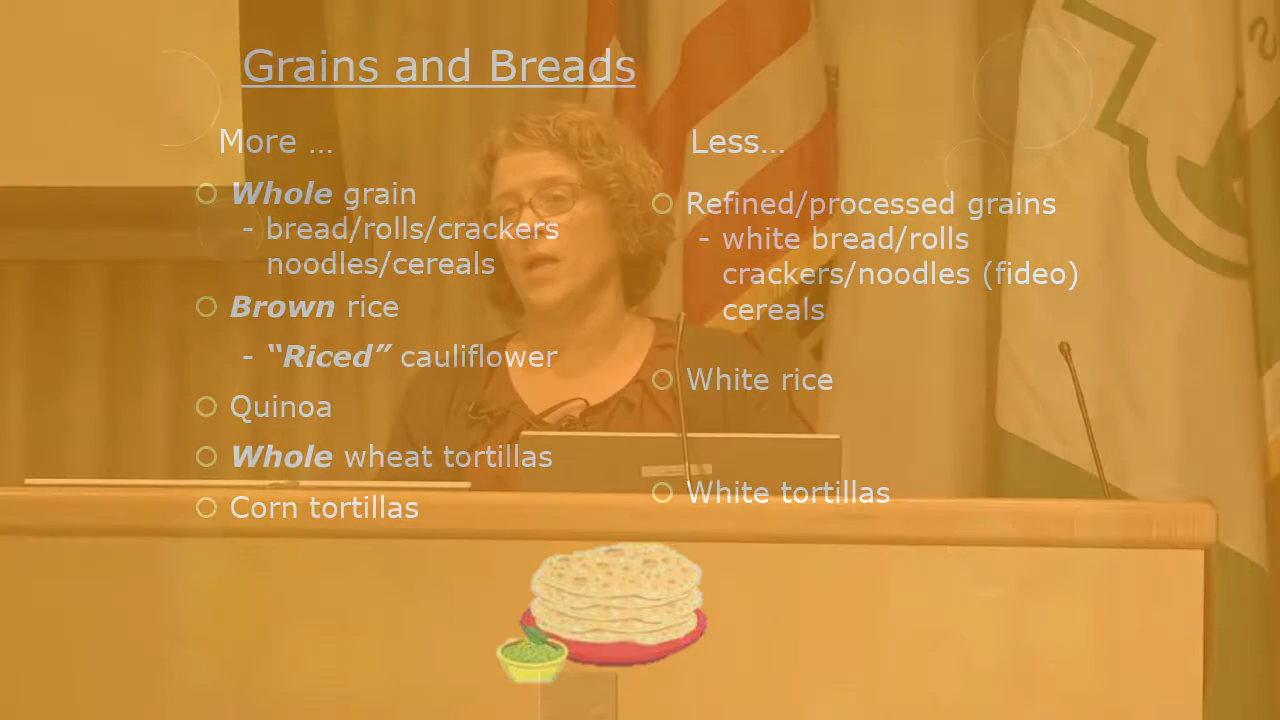 Grains and Breads
More ...
Whole grain
- bread/rolls/crackers
noodles/cereals
Brown rice
- “Riced” cauliflower
Quinoa
Whole wheat tortillas
Corn tortillas
Less...
Refined/processed grains
- white bread/rolls
crackers/noodles (fideo)
cereals
White rice
White tortillas